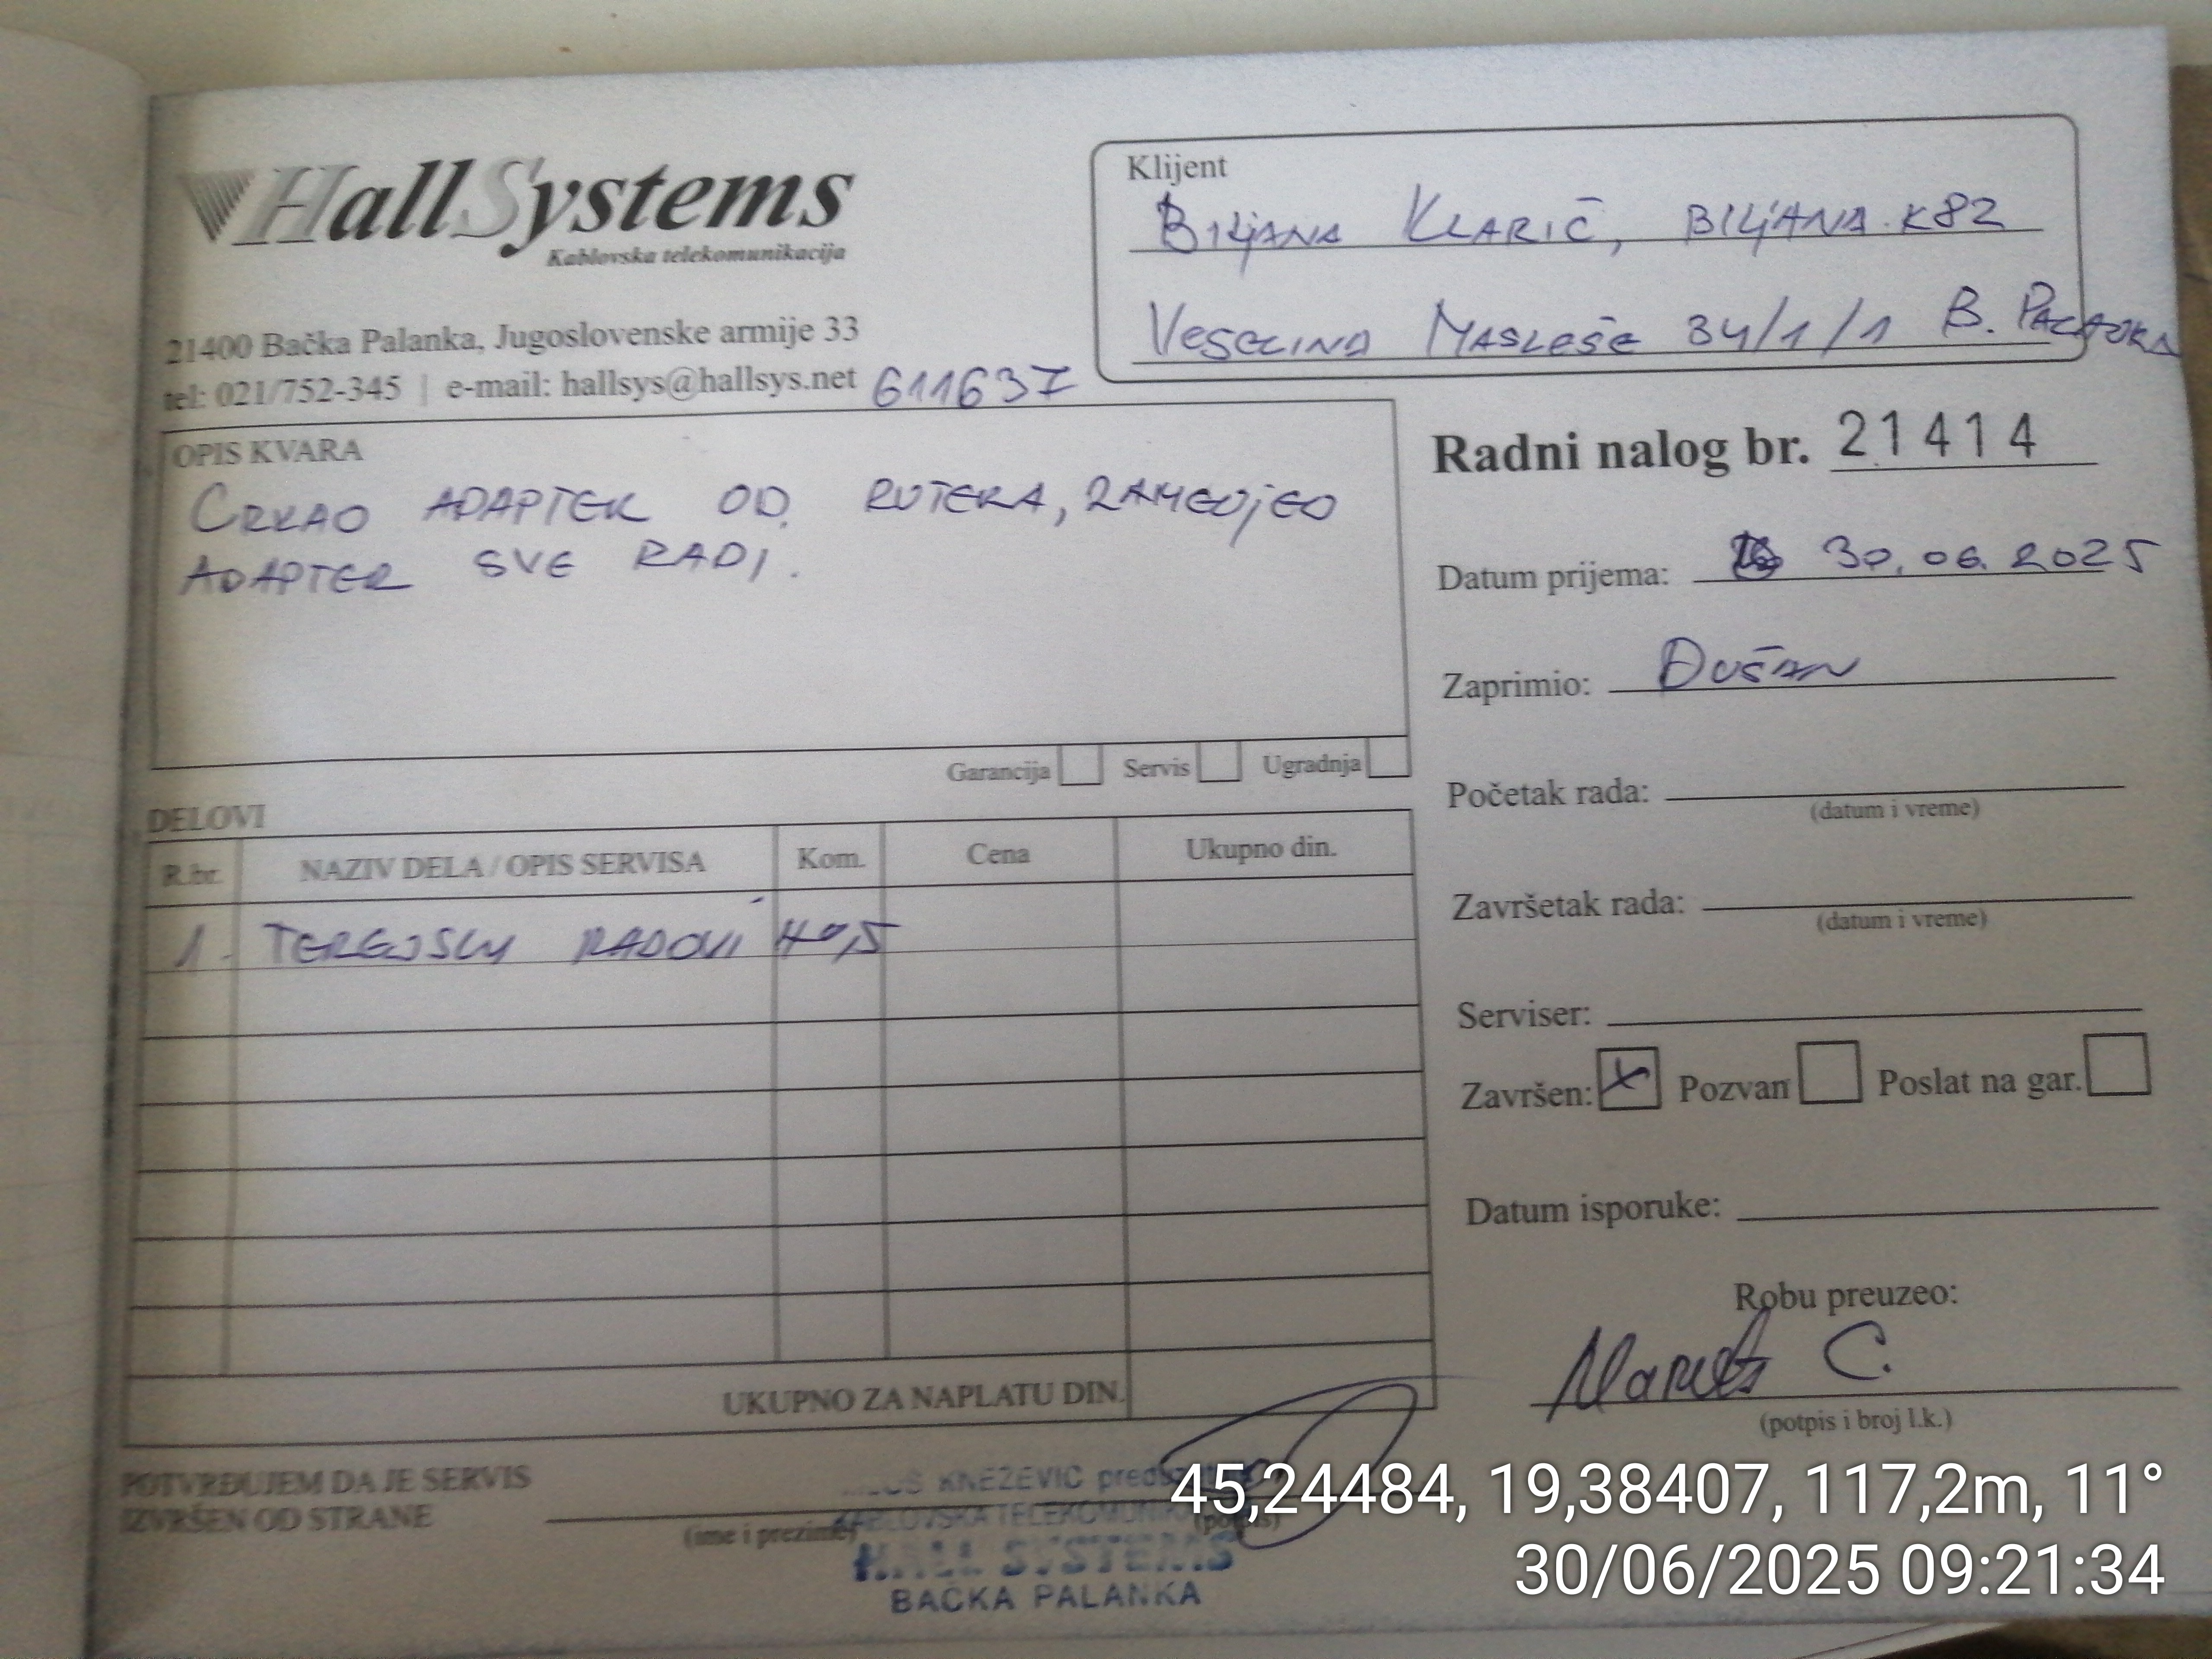 HallSystems
Kablovska telekomunikacija
21400 Bačka Palanka, Jugoslovenske armije 33
tel: 021/752-345 | e-mail: hallsys@hallsys.net 611637
Klijent
BILJANA KLARIČ, BILJANA.K82
VESELINA MASLEŠE 34/1/1 B. PALANKA
OPIS KVARA
CRKAO ADAPTER OD RUTERA, ZAMENJEO
ADAPTER SVE RADI.
Garancija Servis Ugradnja
Radni nalog br. 21414
Datum prijema: 30.06.2025
Zaprimio: DUŠAN
Početak rada:
(datum i vreme)
Završetak rada:
(datum i vreme)
Serviser:
Završen: X Pozvan Poslat na gar.
Datum isporuke:
Robu preuzeo:
C.
(potpis i broj l.k.)
DELOVI
R.br. NAZIV DELA / OPIS SERVISA Kom. Cena Ukupno din.
1. TERENSKI RADOVI
UKUPNO ZA NAPLATU DIN.
POTVRĐUJEM DA JE SERVIS
IZVRŠEN OD STRANE
(ime i prezime) (potpis)
KNEŽEVIĆ
KABLOVSKA
HALL SYSTEMS
BAČKA PALANKA
45,24484, 19,38407, 117,2m, 11°
30/06/2025 09:21:34